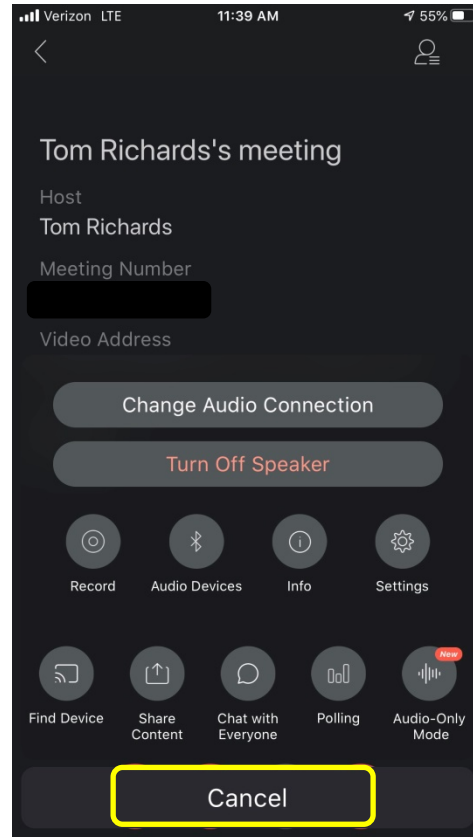 Verizon LTE 11:39 AM 55%
Tom Richards's meeting
Host
Tom Richards
Meeting Number
Video Address
Change Audio Connection
Turn Off Speaker
Record Audio Devices Info Settings
New
Find Device Share Content Chat with Everyone Polling Audio-Only Mode
Cancel